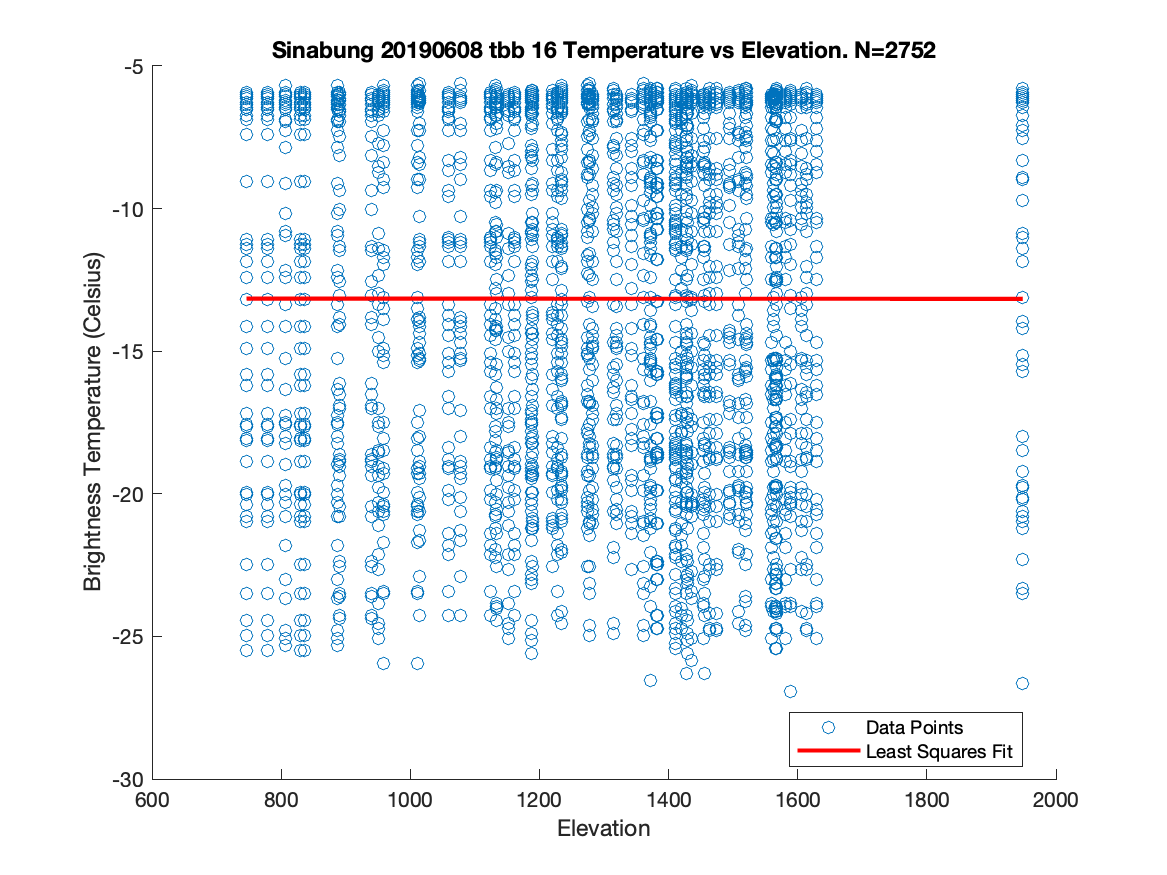 Sinabung 20190608 tbb 16 Temperature vs Elevation. N=2752
-5
-10
-15
-20
-25
-30
Brightness Temperature (Celsius)
600 800 1000 1200 1400 1600 1800 2000
Elevation
Data Points
Least Squares Fit